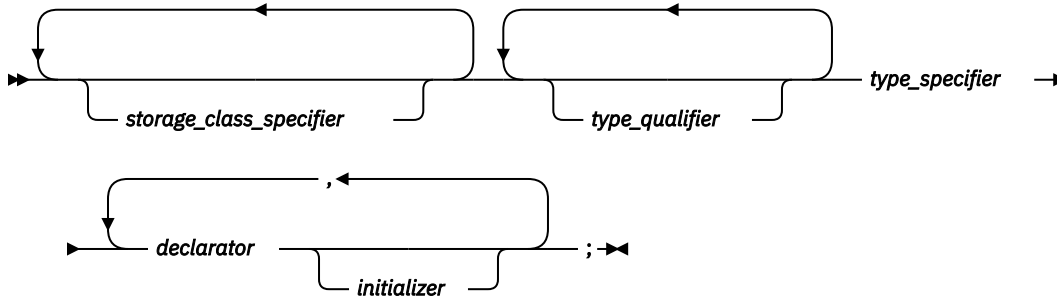 type_specifier
storage_class_specifier
type_qualifier
,
declarator
;
initializer